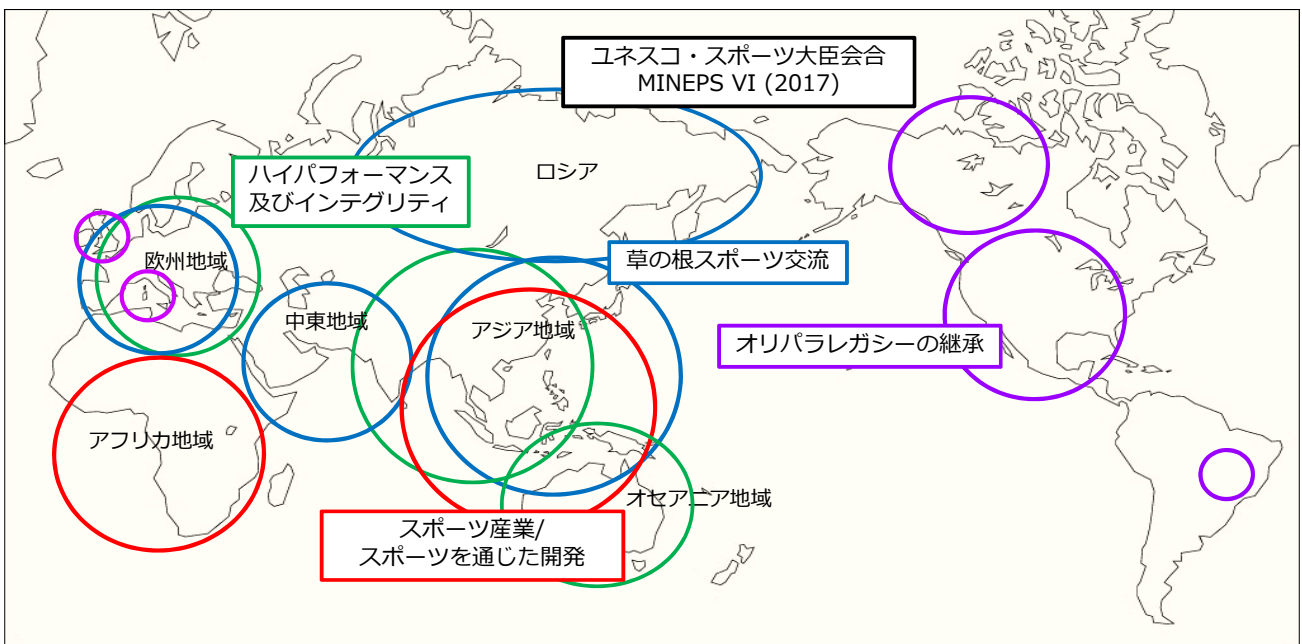 ユネスコ・スポーツ大臣会合
MINEPS VI (2017)
ロシア
ハイパフォーマンス
及びインテグリティ
欧州地域
草の根スポーツ交流
中東地域
アジア地域
オリパラレガシーの継承
アフリカ地域
オセアニア地域
スポーツ産業/
スポーツを通じた開発